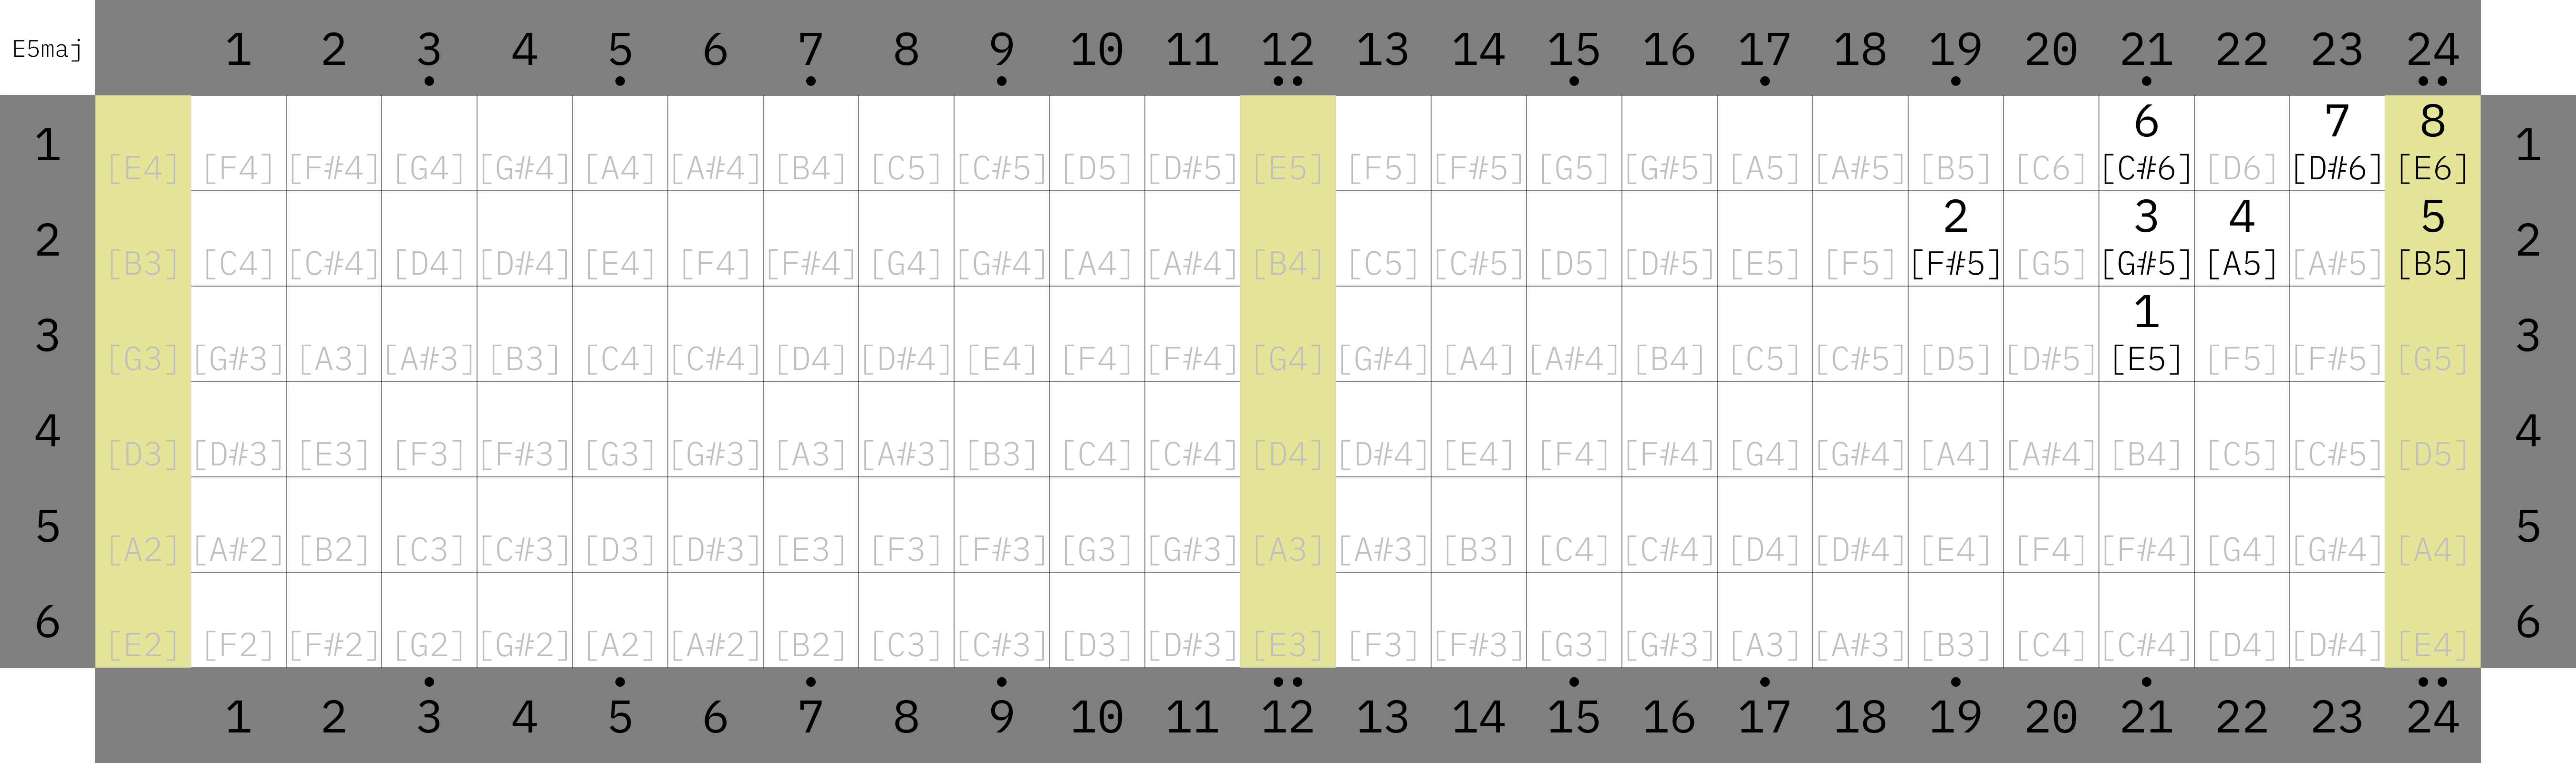 E5maj 1 2 3 4 5 6 7 8 9 10 11 12 13 14 15 16 17 18 19 20 21 22 23 24
6 7 8
1 [E4] [F4] [F#4] [G4] [G#4] [A4] [A#4] [B4] [C5] [C#5] [D5] [D#5] [E5] [F5] [F#5] [G5] [G#5] [A5] [A#5] [B5] [C6] [C#6] [D6] [D#6] [E6] 1
2 3 4 5
2 [B3] [C4] [C#4] [D4] [D#4] [E4] [F4] [F#4] [G4] [G#4] [A4] [A#4] [B4] [C5] [C#5] [D5] [D#5] [E5] [F5] [F#5] [G5] [G#5] [A5] [A#5] [B5] 2
1
3 [G3] [G#3] [A3] [A#3] [B3] [C4] [C#4] [D4] [D#4] [E4] [F4] [F#4] [G4] [G#4] [A4] [A#4] [B4] [C5] [C#5] [D5] [D#5] [E5] [F5] [F#5] [G5] 3
4 [D3] [D#3] [E3] [F3] [F#3] [G3] [G#3] [A3] [A#3] [B3] [C4] [C#4] [D4] [D#4] [E4] [F4] [F#4] [G4] [G#4] [A4] [A#4] [B4] [C5] [C#5] [D5] 4
5 [A2] [A#2] [B2] [C3] [C#3] [D3] [D#3] [E3] [F3] [F#3] [G3] [G#3] [A3] [A#3] [B3] [C4] [C#4] [D4] [D#4] [E4] [F4] [F#4] [G4] [G#4] [A4] 5
6 [E2] [F2] [F#2] [G2] [G#2] [A2] [A#2] [B2] [C3] [C#3] [D3] [D#3] [E3] [F3] [F#3] [G3] [G#3] [A3] [A#3] [B3] [C4] [C#4] [D4] [D#4] [E4] 6
1 2 3 4 5 6 7 8 9 10 11 12 13 14 15 16 17 18 19 20 21 22 23 24